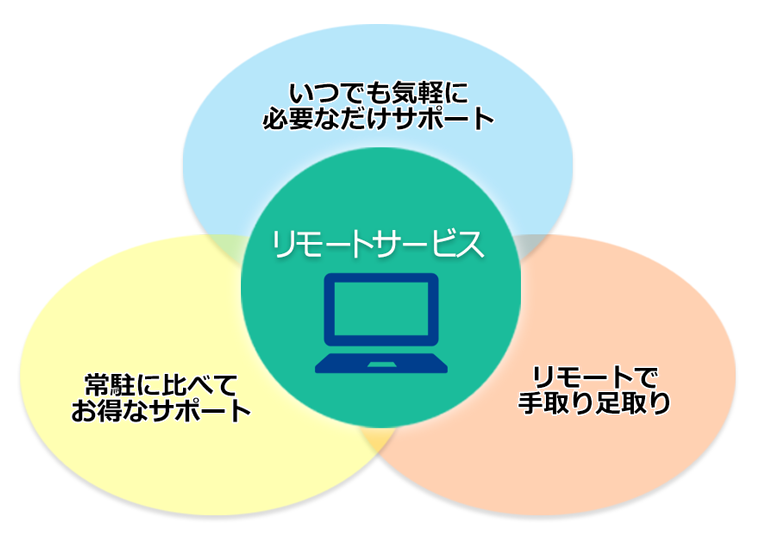 いつでも気軽に
必要なだけサポート
リモートサービス
常駐に比べて
お得なサポート
リモートで
手取り足取り